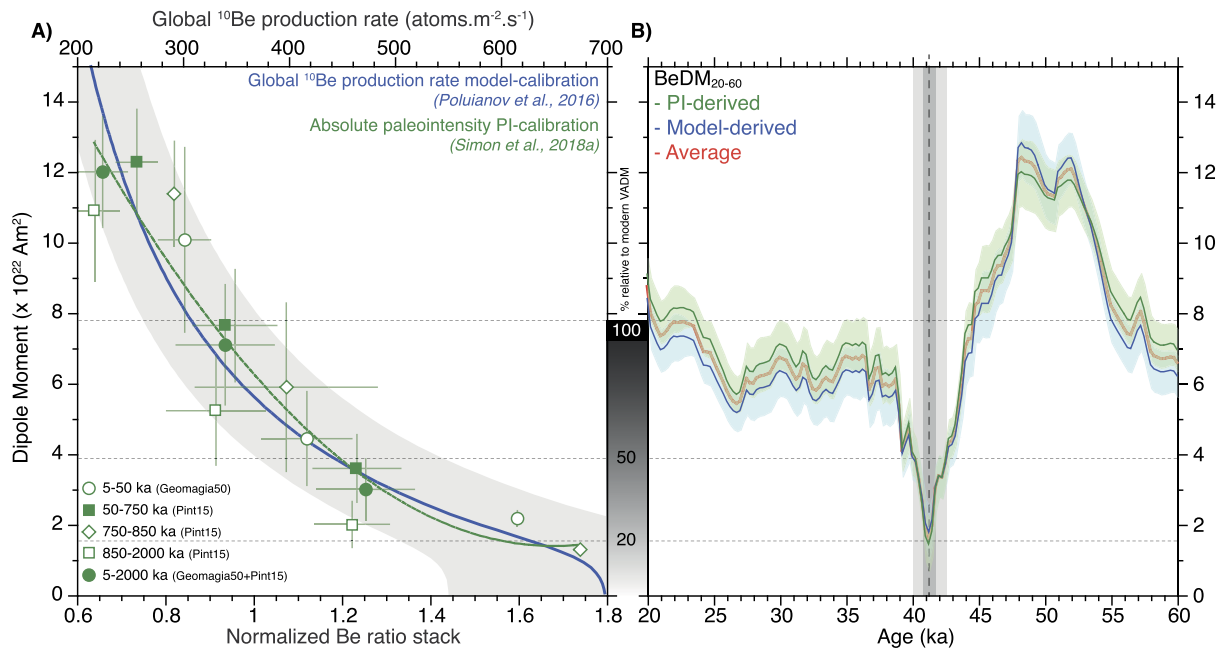 A)
Global ¹⁰Be production rate (atoms.m⁻².s⁻¹)
200 300 400 500 600 700
Global ¹⁰Be production rate model-calibration
(Poluianov et al., 2016)
Absolute paleointensity PI-calibration
(Simon et al., 2018a)
Dipole Moment (x 10²² Am²)
14
12
10
8
6
4
2
0
5-50 ka (Geomagia50)
50-750 ka (Pint15)
750-850 ka (Pint15)
850-2000 ka (Pint15)
5-2000 ka (Geomagia50+Pint15)
0.6 0.8 1 1.2 1.4 1.6 1.8
Normalized Be ratio stack
% relative to modern VADM
100
50
20
B)
BeDM₂₀₋₆₀
- PI-derived
- Model-derived
- Average
14
12
10
8
6
4
2
0
20 25 30 35 40 45 50 55 60
Age (ka)